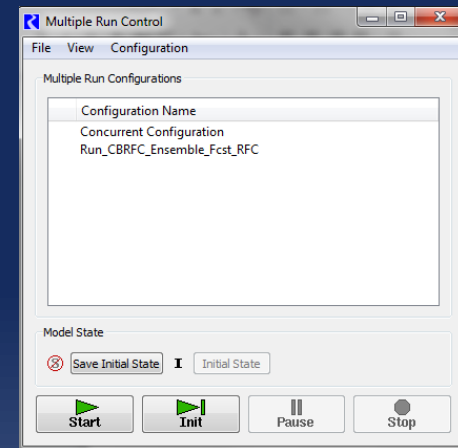 Multiple Run Control
File View Configuration
Multiple Run Configurations
Configuration Name
Concurrent Configuration
Run_CBRFC_Ensemble_Fcst_RFC
Model State
Save Initial State I Initial State
Start Init Pause Stop